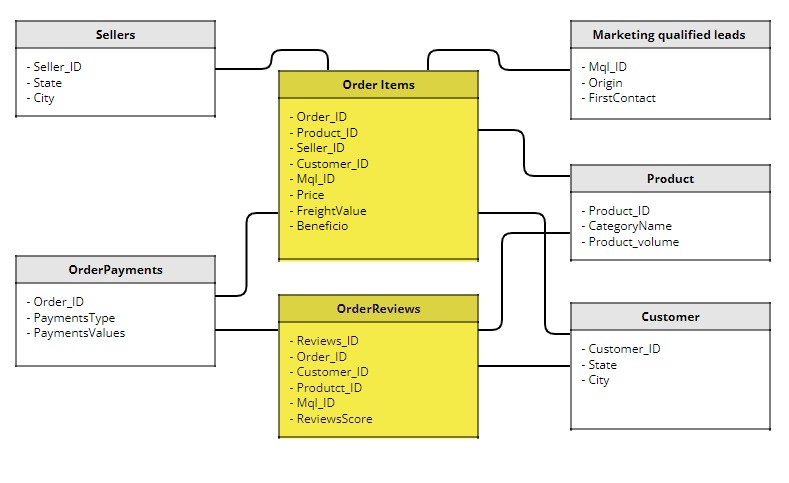 Sellers
- Seller_ID
- State
- City
Marketing qualified leads
- Mql_ID
- Origin
- FirstContact
Order Items
- Order_ID
- Product_ID
- Seller_ID
- Customer_ID
- Mql_ID
- Price
- FreightValue
- Beneficio
Product
- Product_ID
- CategoryName
- Product_volume
OrderPayments
- Order_ID
- PaymentsType
- PaymentsValues
OrderReviews
- Reviews_ID
- Order_ID
- Customer_ID
- Produtct_ID
- Mql_ID
- ReviewsScore
Customer
- Customer_ID
- State
- City